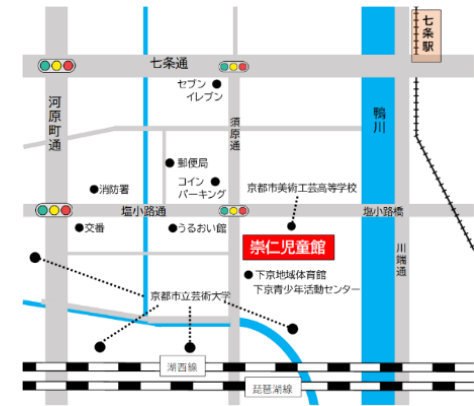 七条駅
七条通
セブン
イレブン
河原町通
須原通
鴨川
郵便局
コイン
パーキング
消防署
京都市美術工芸高等学校
塩小路通
塩小路橋
交番
うるおい館
崇仁児童館
川端通
下京地域体育館
下京青少年活動センター
京都市立芸術大学
湖西線
琵琶湖線